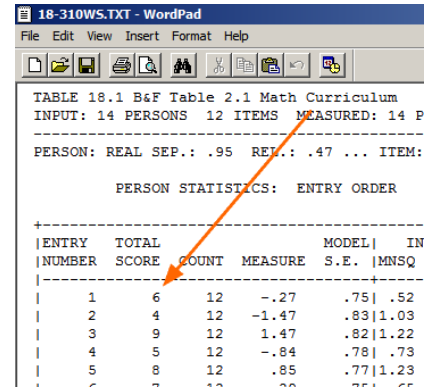 18-310WS.TXT - WordPad
File Edit View Insert Format Help
TABLE 18.1 B&F Table 2.1 Math Curriculum
INPUT: 14 PERSONS 12 ITEMS MEASURED: 14 P
PERSON: REAL SEP.: .95 REL.: .47 ... ITEM:
PERSON STATISTICS: ENTRY ORDER
|ENTRY TOTAL MODEL| IN
|NUMBER SCORE COUNT MEASURE S.E. |MNSQ
| 1 6 12 -.27 .75| .52
| 2 4 12 -1.47 .83|1.03
| 3 9 12 1.47 .82|1.22
| 4 5 12 -.84 .78| .73
| 5 8 12 .85 .77|1.23